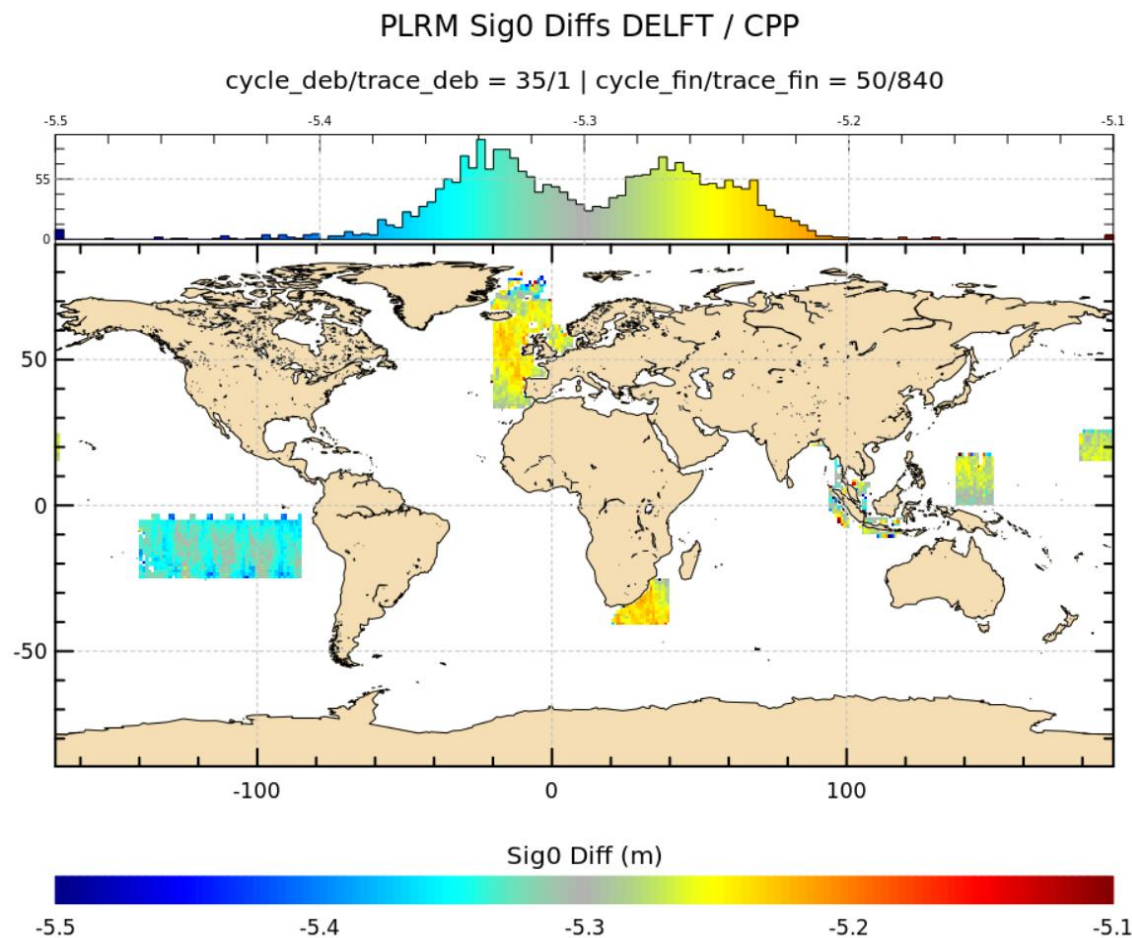 PLRM Sig0 Diffs DELFT / CPP
cycle_deb/trace_deb = 35/1 | cycle_fin/trace_fin = 50/840
-5.5 -5.4 -5.3 -5.2 -5.1
55
0
50
0
-50
-100 0 100
Sig0 Diff (m)
-5.5 -5.4 -5.3 -5.2 -5.1